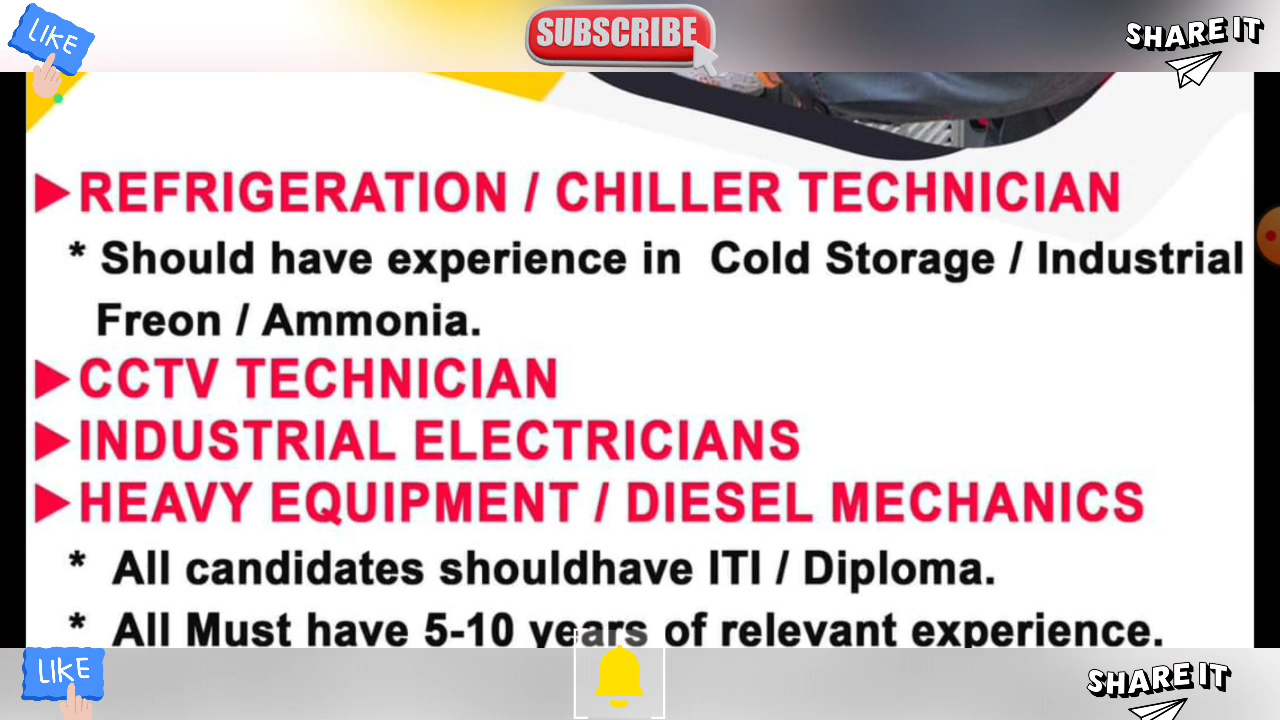 LIKE
SUBSCRIBE
SHARE IT
REFRIGERATION / CHILLER TECHNICIAN
* Should have experience in Cold Storage / Industrial
Freon / Ammonia.
CCTV TECHNICIAN
INDUSTRIAL ELECTRICIANS
HEAVY EQUIPMENT / DIESEL MECHANICS
* All candidates shouldhave ITI / Diploma.
* All Must have 5-10 years of relevant experience.
LIKE
SHARE IT